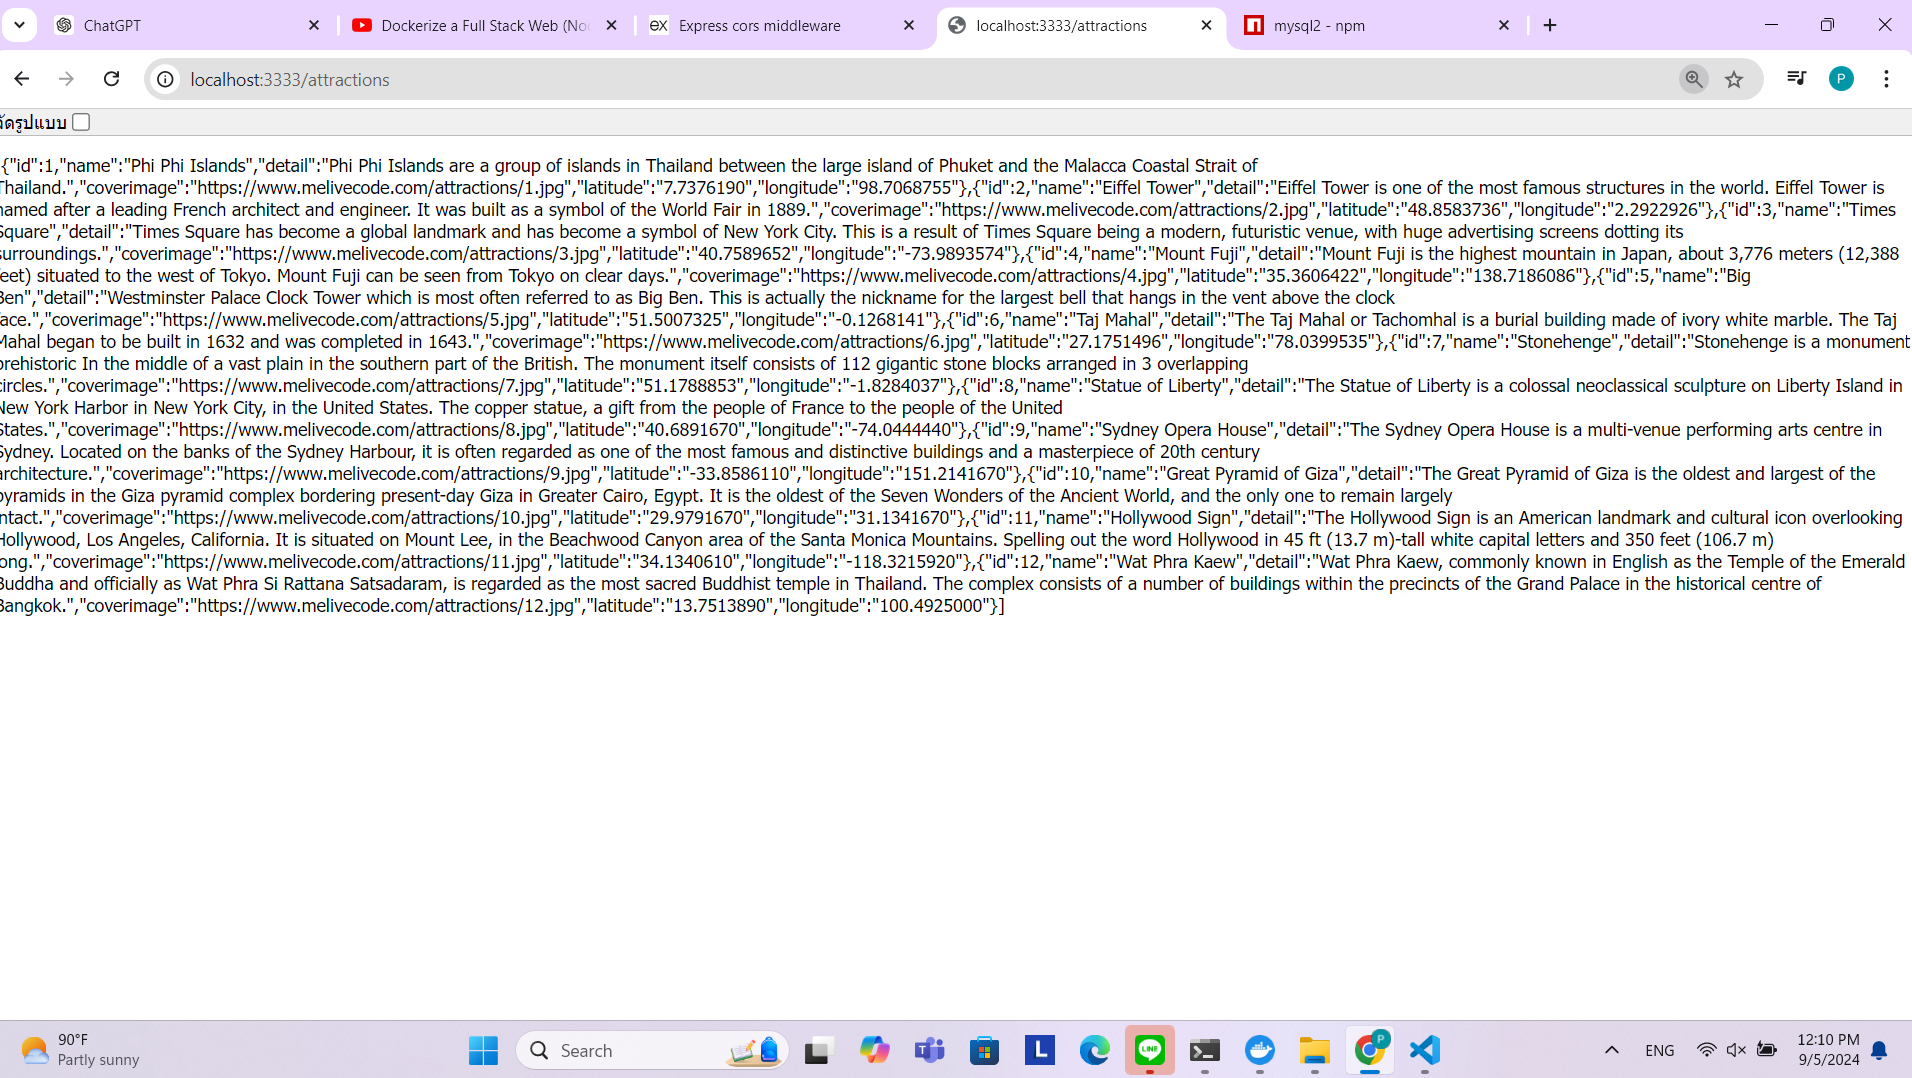 ChatGPT
Dockerize a Full Stack Web (No
Express cors middleware
localhost:3333/attractions
mysql2 - npm
localhost:3333/attractions
P
จัดรูปแบบ
{"id":1,"name":"Phi Phi Islands","detail":"Phi Phi Islands are a group of islands in Thailand between the large island of Phuket and the Malacca Coastal Strait of
Thailand.","coverimage":"https://www.melivecode.com/attractions/1.jpg","latitude":"7.7376190","longitude":"98.7068755"},{"id":2,"name":"Eiffel Tower","detail":"Eiffel Tower is one of the most famous structures in the world. Eiffel Tower is
named after a leading French architect and engineer. It was built as a symbol of the World Fair in 1889.","coverimage":"https://www.melivecode.com/attractions/2.jpg","latitude":"48.8583736","longitude":"2.2922926"},{"id":3,"name":"Times
Square","detail":"Times Square has become a global landmark and has become a symbol of New York City. This is a result of Times Square being a modern, futuristic venue, with huge advertising screens dotting its
surroundings.","coverimage":"https://www.melivecode.com/attractions/3.jpg","latitude":"40.7589652","longitude":"-73.9893574"},{"id":4,"name":"Mount Fuji","detail":"Mount Fuji is the highest mountain in Japan, about 3,776 meters (12,388
feet) situated to the west of Tokyo. Mount Fuji can be seen from Tokyo on clear days.","coverimage":"https://www.melivecode.com/attractions/4.jpg","latitude":"35.3606422","longitude":"138.7186086"},{"id":5,"name":"Big
Ben","detail":"Westminster Palace Clock Tower which is most often referred to as Big Ben. This is actually the nickname for the largest bell that hangs in the vent above the clock
face.","coverimage":"https://www.melivecode.com/attractions/5.jpg","latitude":"51.5007325","longitude":"-0.1268141"},{"id":6,"name":"Taj Mahal","detail":"The Taj Mahal or Tachomhal is a burial building made of ivory white marble. The Taj
Mahal began to be built in 1632 and was completed in 1643.","coverimage":"https://www.melivecode.com/attractions/6.jpg","latitude":"27.1751496","longitude":"78.0399535"},{"id":7,"name":"Stonehenge","detail":"Stonehenge is a monument
prehistoric In the middle of a vast plain in the southern part of the British. The monument itself consists of 112 gigantic stone blocks arranged in 3 overlapping
circles.","coverimage":"https://www.melivecode.com/attractions/7.jpg","latitude":"51.1788853","longitude":"-1.8284037"},{"id":8,"name":"Statue of Liberty","detail":"The Statue of Liberty is a colossal neoclassical sculpture on Liberty Island in
New York Harbor in New York City, in the United States. The copper statue, a gift from the people of France to the people of the United
States.","coverimage":"https://www.melivecode.com/attractions/8.jpg","latitude":"40.6891670","longitude":"-74.0444440"},{"id":9,"name":"Sydney Opera House","detail":"The Sydney Opera House is a multi-venue performing arts centre in
Sydney. Located on the banks of the Sydney Harbour, it is often regarded as one of the most famous and distinctive buildings and a masterpiece of 20th century
architecture.","coverimage":"https://www.melivecode.com/attractions/9.jpg","latitude":"-33.8586110","longitude":"151.2141670"},{"id":10,"name":"Great Pyramid of Giza","detail":"The Great Pyramid of Giza is the oldest and largest of the
pyramids in the Giza pyramid complex bordering present-day Giza in Greater Cairo, Egypt. It is the oldest of the Seven Wonders of the Ancient World, and the only one to remain largely
intact.","coverimage":"https://www.melivecode.com/attractions/10.jpg","latitude":"29.9791670","longitude":"31.1341670"},{"id":11,"name":"Hollywood Sign","detail":"The Hollywood Sign is an American landmark and cultural icon overlooking
Hollywood, Los Angeles, California. It is situated on Mount Lee, in the Beachwood Canyon area of the Santa Monica Mountains. Spelling out the word Hollywood in 45 ft (13.7 m)-tall white capital letters and 350 feet (106.7 m)
long.","coverimage":"https://www.melivecode.com/attractions/11.jpg","latitude":"34.1340610","longitude":"-118.3215920"},{"id":12,"name":"Wat Phra Kaew","detail":"Wat Phra Kaew, commonly known in English as the Temple of the Emerald
Buddha and officially as Wat Phra Si Rattana Satsadaram, is regarded as the most sacred Buddhist temple in Thailand. The complex consists of a number of buildings within the precincts of the Grand Palace in the historical centre of
Bangkok.","coverimage":"https://www.melivecode.com/attractions/12.jpg","latitude":"13.7513890","longitude":"100.4925000"}]
90°F
Partly sunny
Search
ENG
12:10 PM
9/5/2024